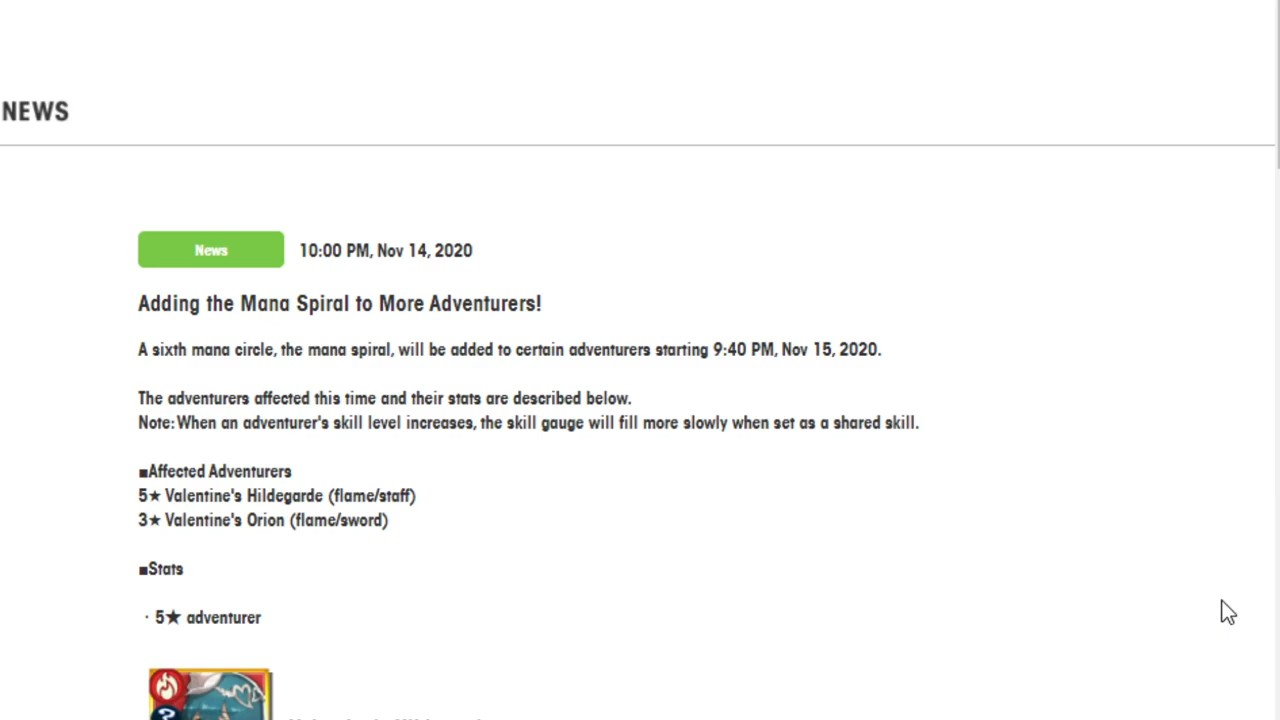 NEWS
News 10:00 PM, Nov 14, 2020
Adding the Mana Spiral to More Adventurers!
A sixth mana circle, the mana spiral, will be added to certain adventurers starting 9:40 PM, Nov 15, 2020.
The adventurers affected this time and their stats are described below.
Note: When an adventurer's skill level increases, the skill gauge will fill more slowly when set as a shared skill.
■Affected Adventurers
5★ Valentine's Hildegarde (flame/staff)
3★ Valentine's Orion (flame/sword)
■Stats
・5★ adventurer